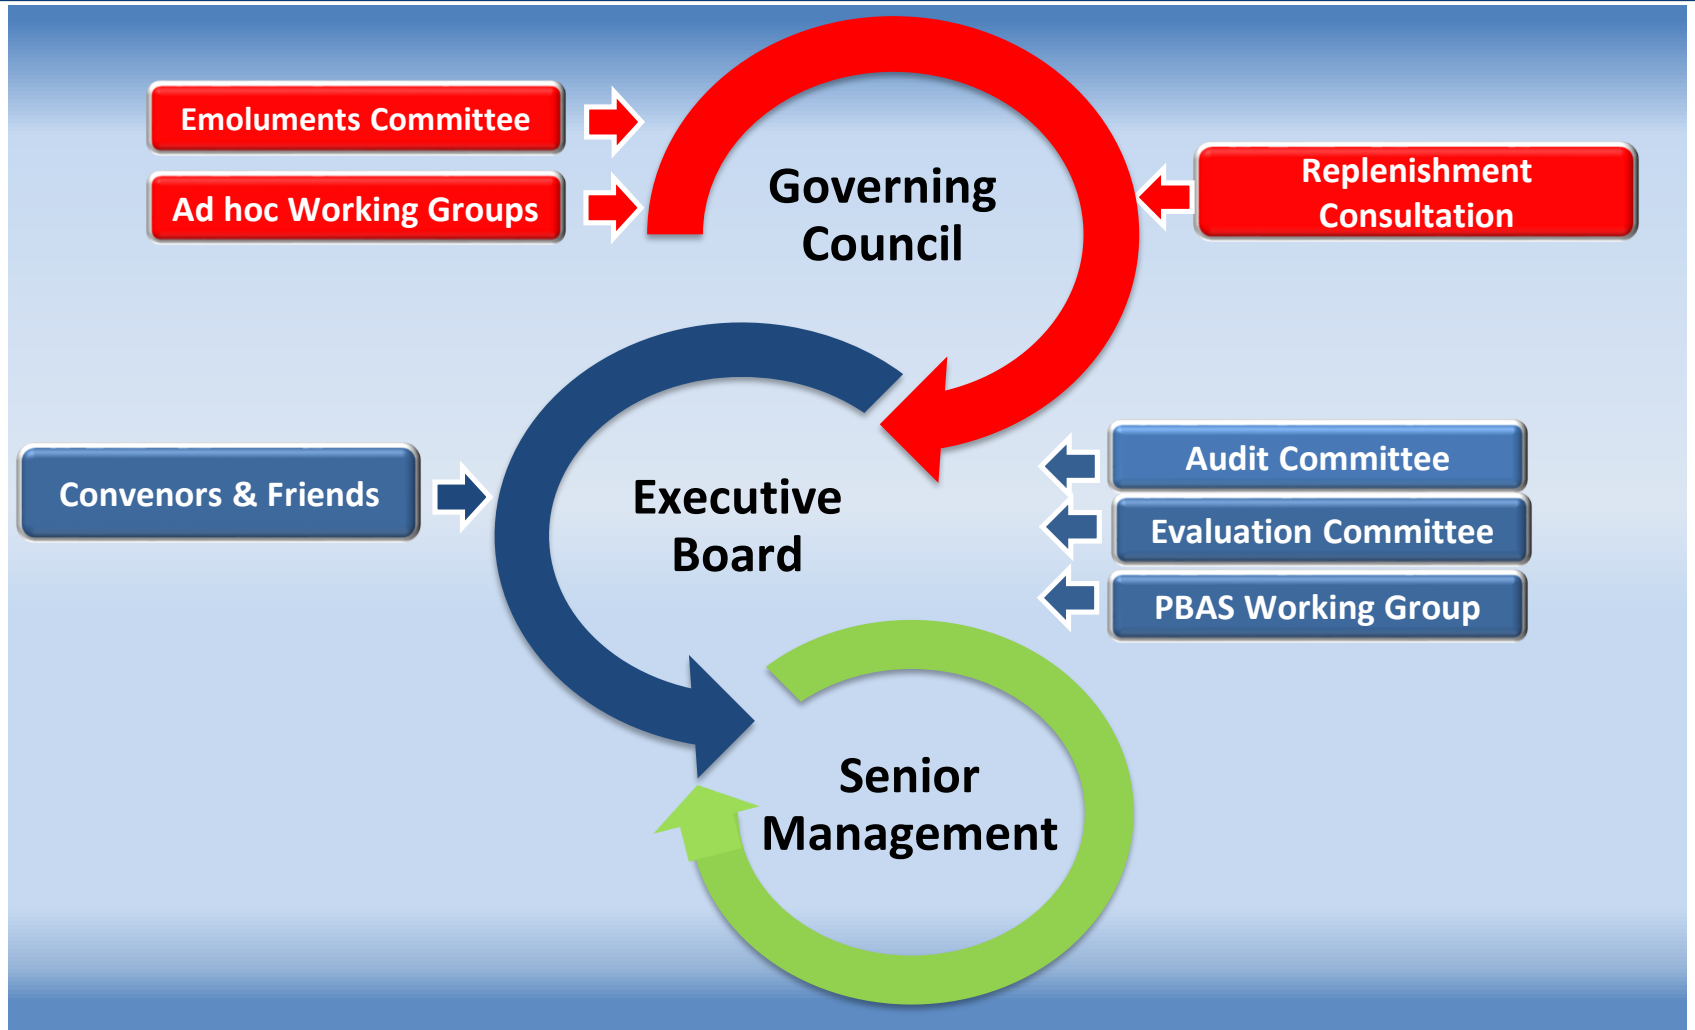 Emoluments Committee
Ad hoc Working Groups
Governing
Council
Replenishment
Consultation
Convenors & Friends
Executive
Board
Audit Committee
Evaluation Committee
PBAS Working Group
Senior
Management